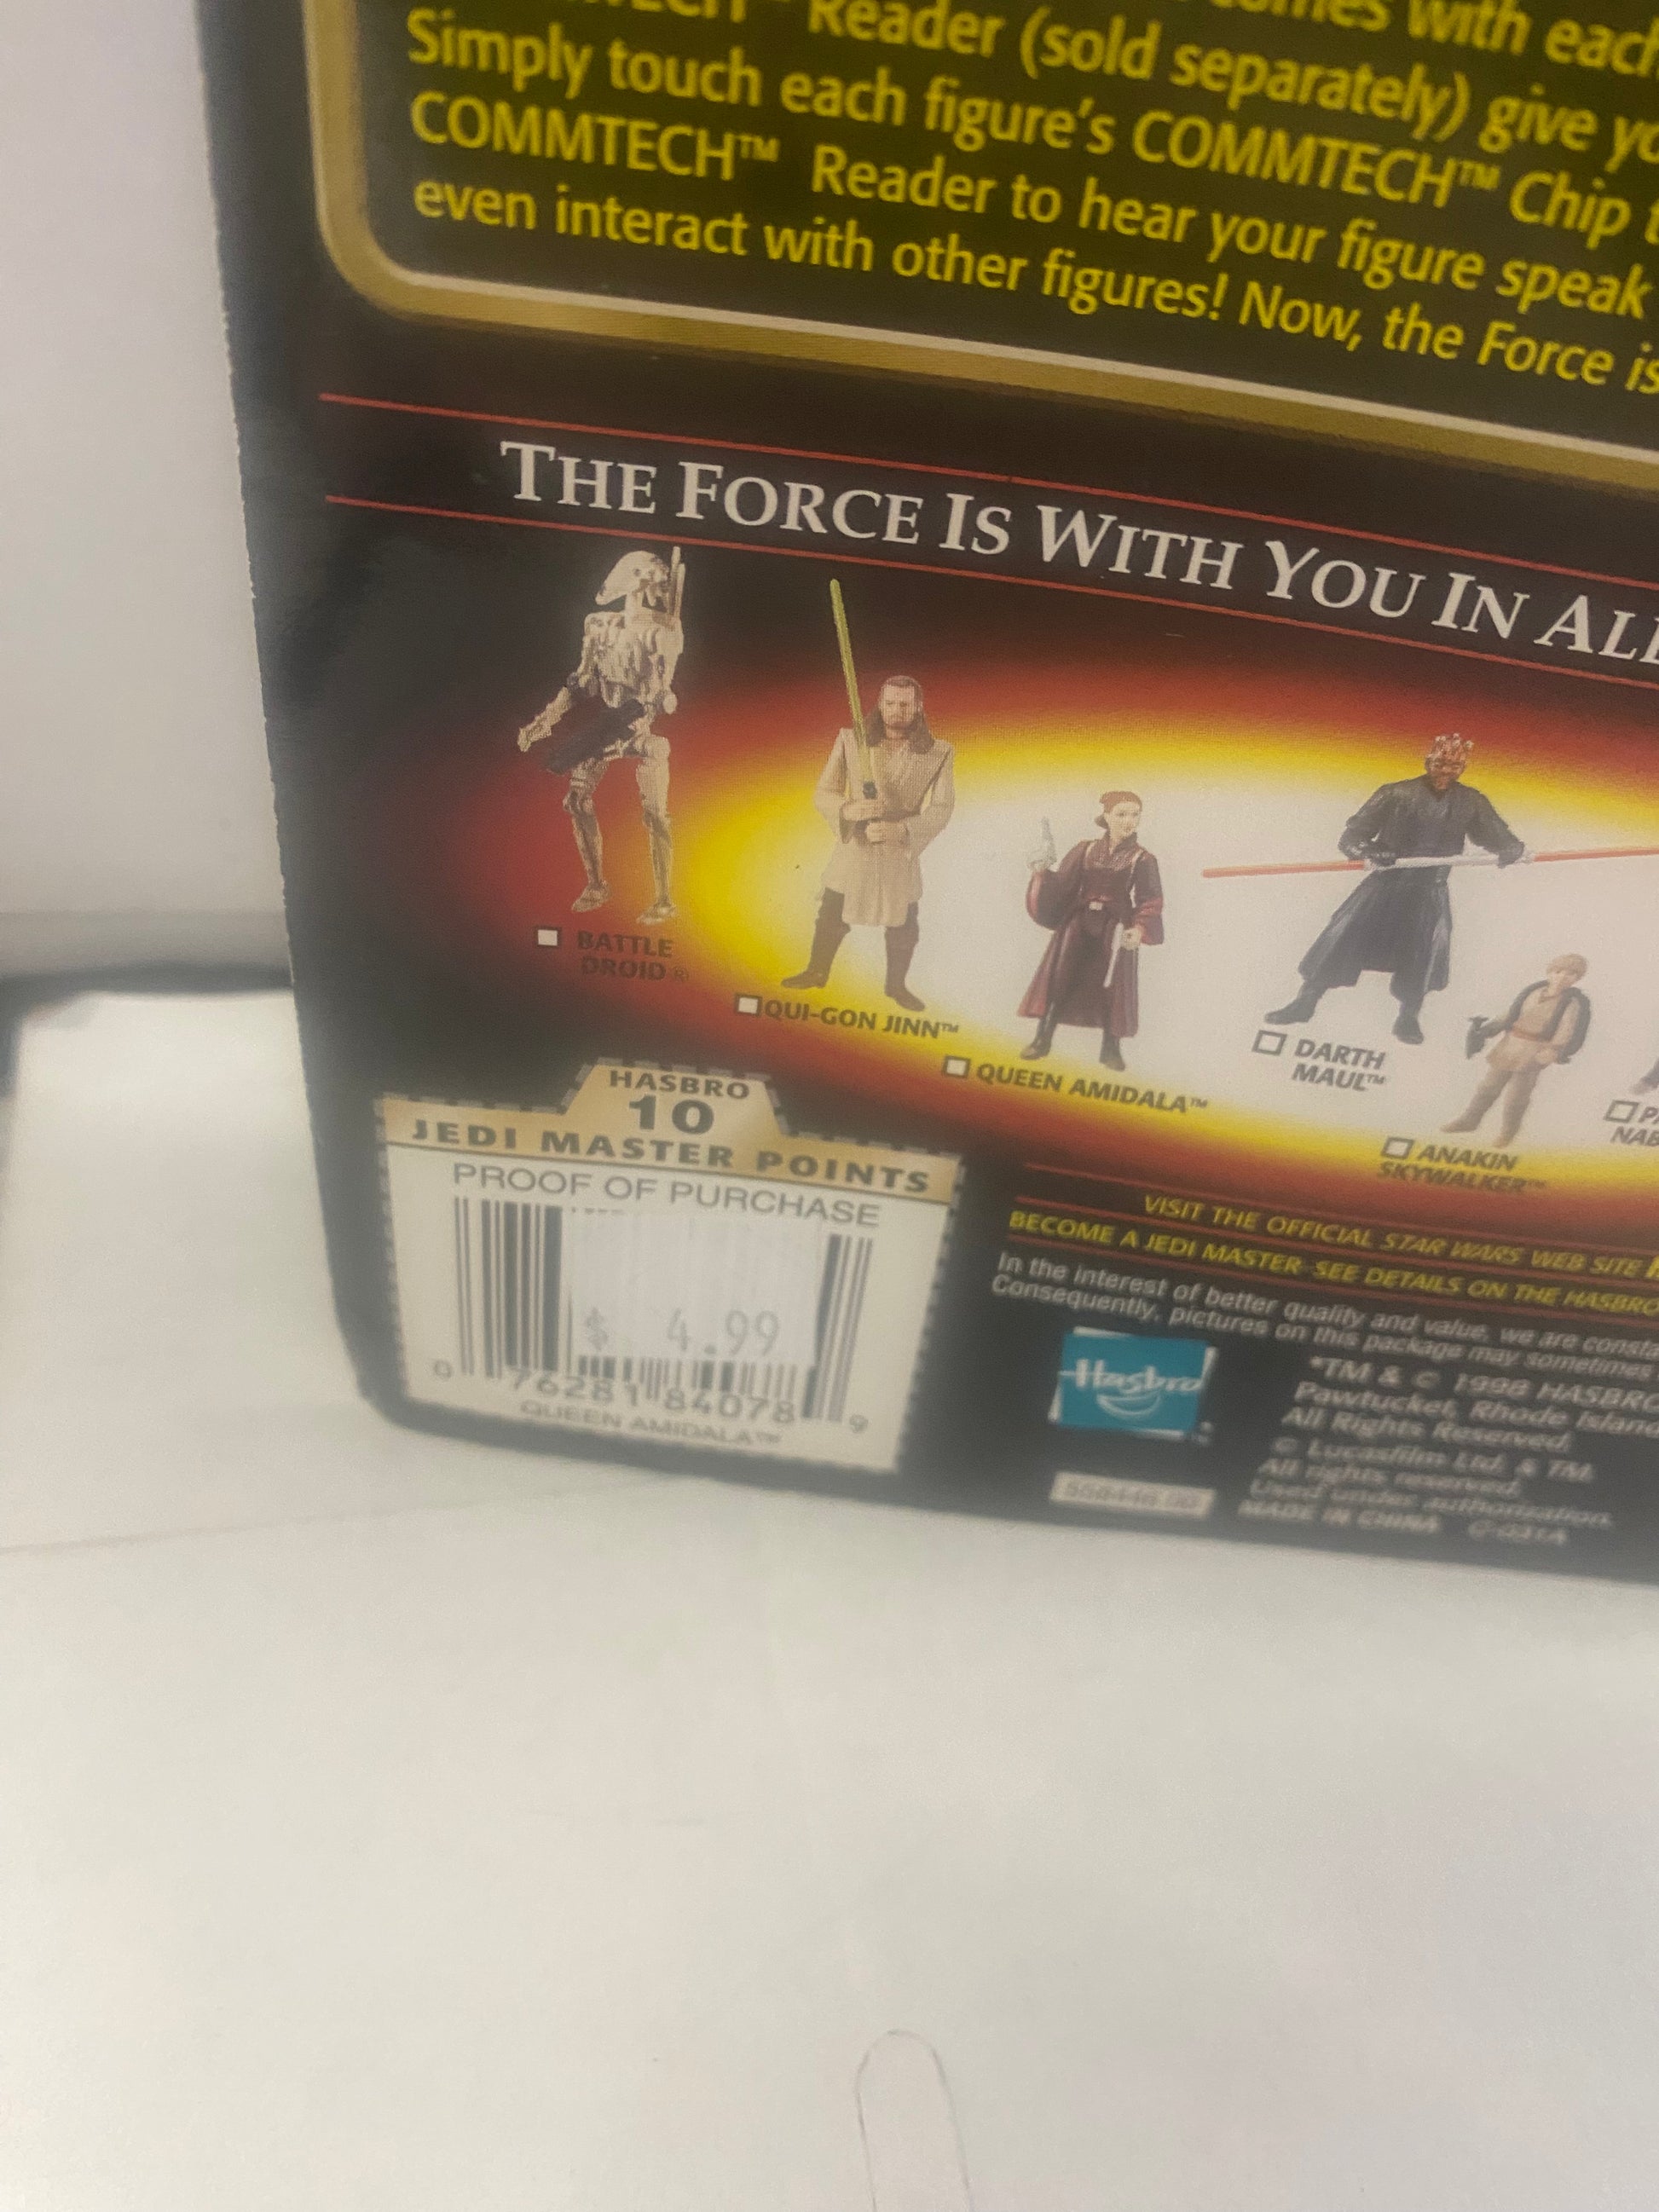 Reader (sold separately) give
with each
Simply touch each figure's COMMTECH™ Chip
COMMTECH™ Reader to hear your figure speak
even interact with other figures! Now, the Force is
THE FORCE IS WITH YOU IN ALL
BATTLE
DROID ®
QUI-GON JINN™
QUEEN AMIDALA™
DARTH
MAUL™
ANAKIN
SKYWALKER™
HASBRO
10
JEDI MASTER POINTS
PROOF OF PURCHASE
$ 4.99
0 76281 84078 9
QUEEN AMIDALA™
VISIT THE OFFICIAL STAR WARS WEB SITE
BECOME A JEDI MASTER-SEE DETAILS ON THE HASBRO
In the interest of better quality and value, we are
Consequently, pictures on this package may sometimes
Hasbro
*TM & © 1998 HASBRO
Pawtucket, Rhode Island
All Rights Reserved.
© Lucasfilm Ltd. & TM.
All rights reserved.
Used under authorization.
MADE IN CHINA